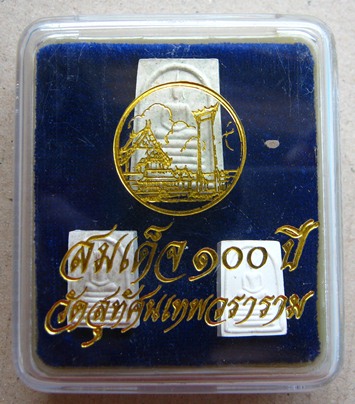 สมเด็จ ๑๐๐ ปี
วัดสุทัศนเทพวราราม